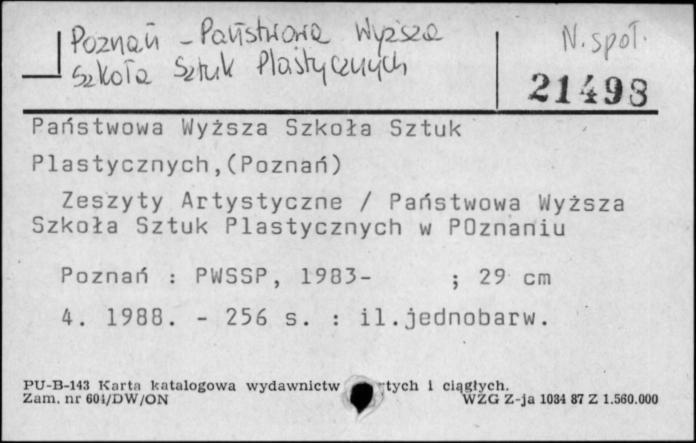 Poznań - Państwowa Wyższa
Szkoła Sztuk Plastycznych
N. społ.
21498
Państwowa Wyższa Szkoła Sztuk
Plastycznych,(Poznań)
Zeszyty Artystyczne / Państwowa Wyższa
Szkoła Sztuk Plastycznych w POznaniu
Poznań : PWSSP, 1983- ; 29 cm
4. 1988. - 256 s. : il.jednobarw.
PU-B-143 Karta katalogowa wydawnictw tych i ciągłych.
Zam. nr 604/DW/ON WZG Z-ja 1034 87 Z 1.560.000